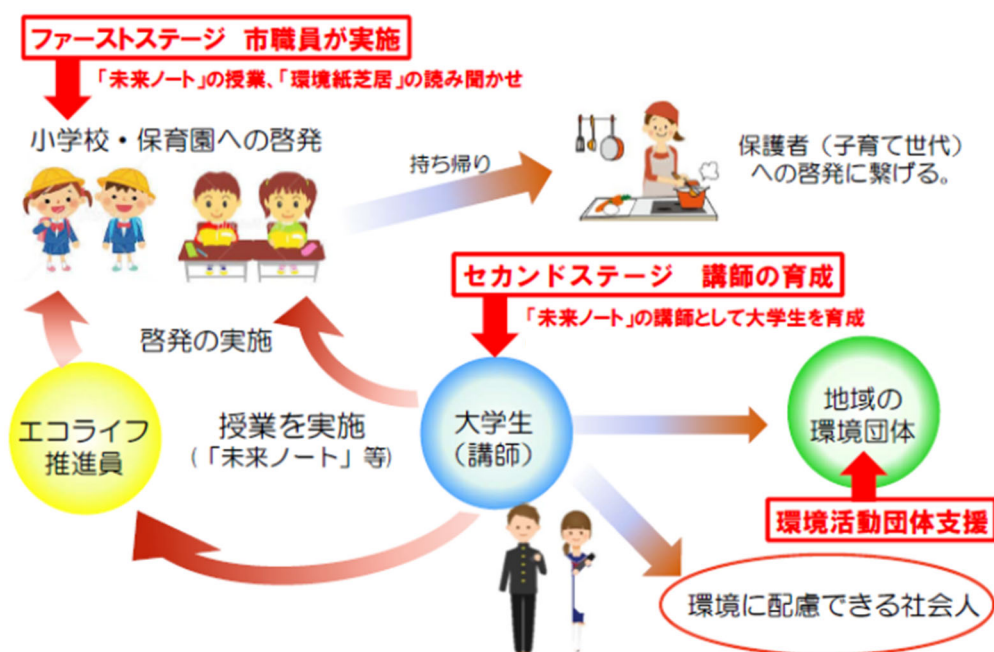 ファーストステージ 市職員が実施
「未来ノート」の授業、「環境紙芝居」の読み聞かせ
小学校・保育園への啓発
持ち帰り
保護者（子育て世代）
への啓発に繋げる。
セカンドステージ 講師の育成
「未来ノート」の講師として大学生を育成
啓発の実施
エコライフ
推進員
授業を実施
（「未来ノート」等）
大学生
（講師）
地域の
環境団体
環境活動団体支援
環境に配慮できる社会人